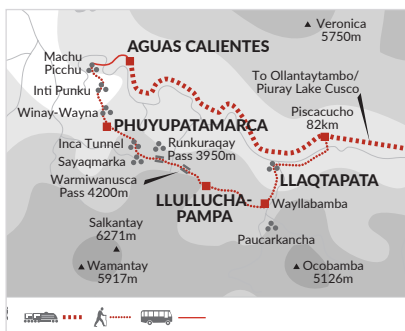 Veronica
5750m
AGUAS CALIENTES
Machu
Picchu
To Ollantaytambo/
Piuray Lake Cusco
Inti Punku
Piscacucho
82km
Winay-Wayna
PHUYUPATAMARCA
Inca Tunnel
Runkuraqay
Pass 3950m
Sayaqmarka
Warmiwanusca
Pass 4200m
LLAQTAPATA
LLULLUCHA-
PAMPA
Wayllabamba
Salkantay
6271m
Paucarkancha
Wamantay
5917m
Ocobamba
5126m